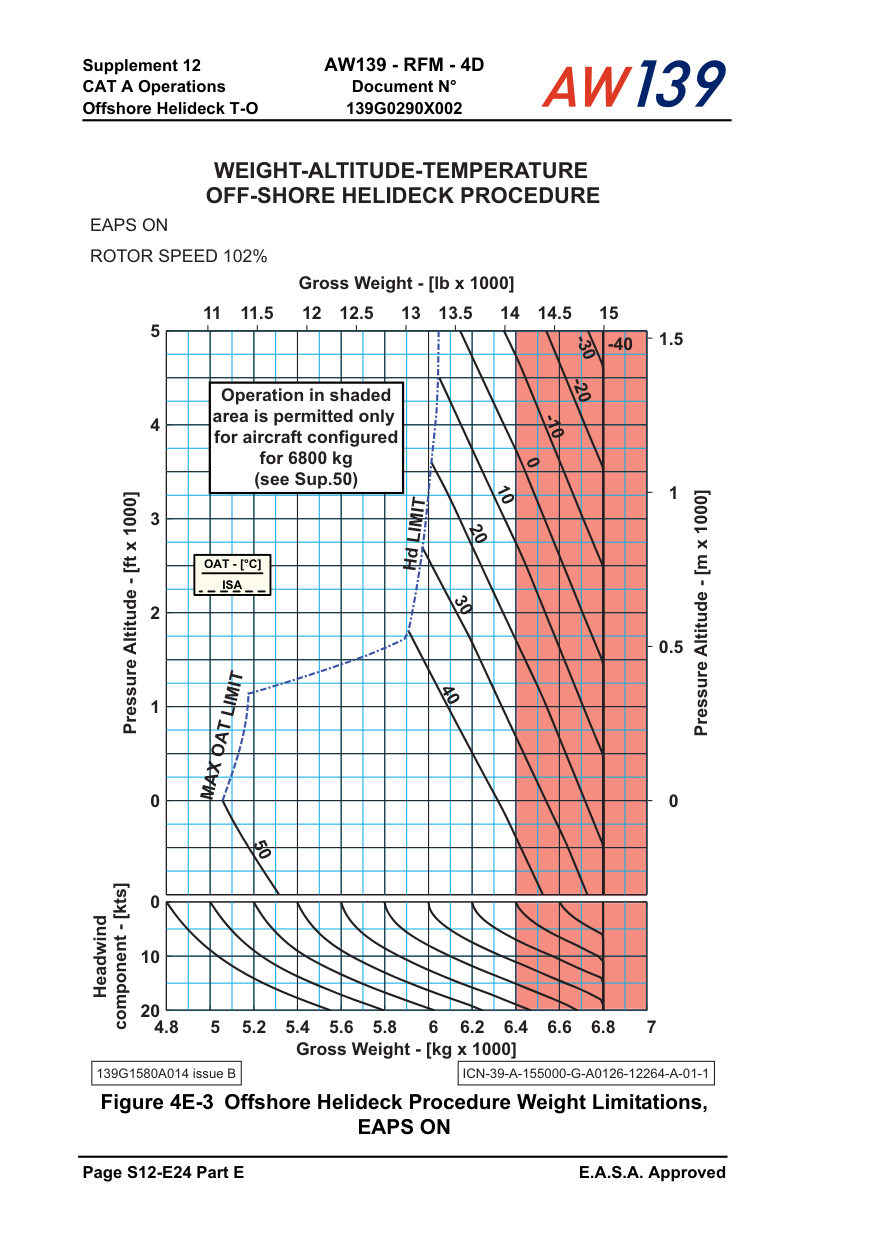 Supplement 12
CAT A Operations
Offshore Helideck T-O
AW139 - RFM - 4D
Document N°
139G0290X002
AW139
WEIGHT-ALTITUDE-TEMPERATURE
OFF-SHORE HELIDECK PROCEDURE
EAPS ON
ROTOR SPEED 102%
Gross Weight - [lb x 1000]
11 11.5 12 12.5 13 13.5 14 14.5 15
5
4
3
2
1
0
Pressure Altitude - [ft x 1000]
Operation in shaded
area is permitted only
for aircraft configured
for 6800 kg
(see Sup.50)
OAT - [°C]
ISA
Hd LIMIT
MAX OAT LIMIT
-40
-30
-20
-10
0
10
20
30
40
50
1.5
1
0.5
0
Pressure Altitude - [m x 1000]
Headwind
component - [kts]
0
10
20
4.8 5 5.2 5.4 5.6 5.8 6 6.2 6.4 6.6 6.8 7
Gross Weight - [kg x 1000]
139G1580A014 issue B
ICN-39-A-155000-G-A0126-12264-A-01-1
Figure 4E-3 Offshore Helideck Procedure Weight Limitations,
EAPS ON
Page S12-E24 Part E
E.A.S.A. Approved